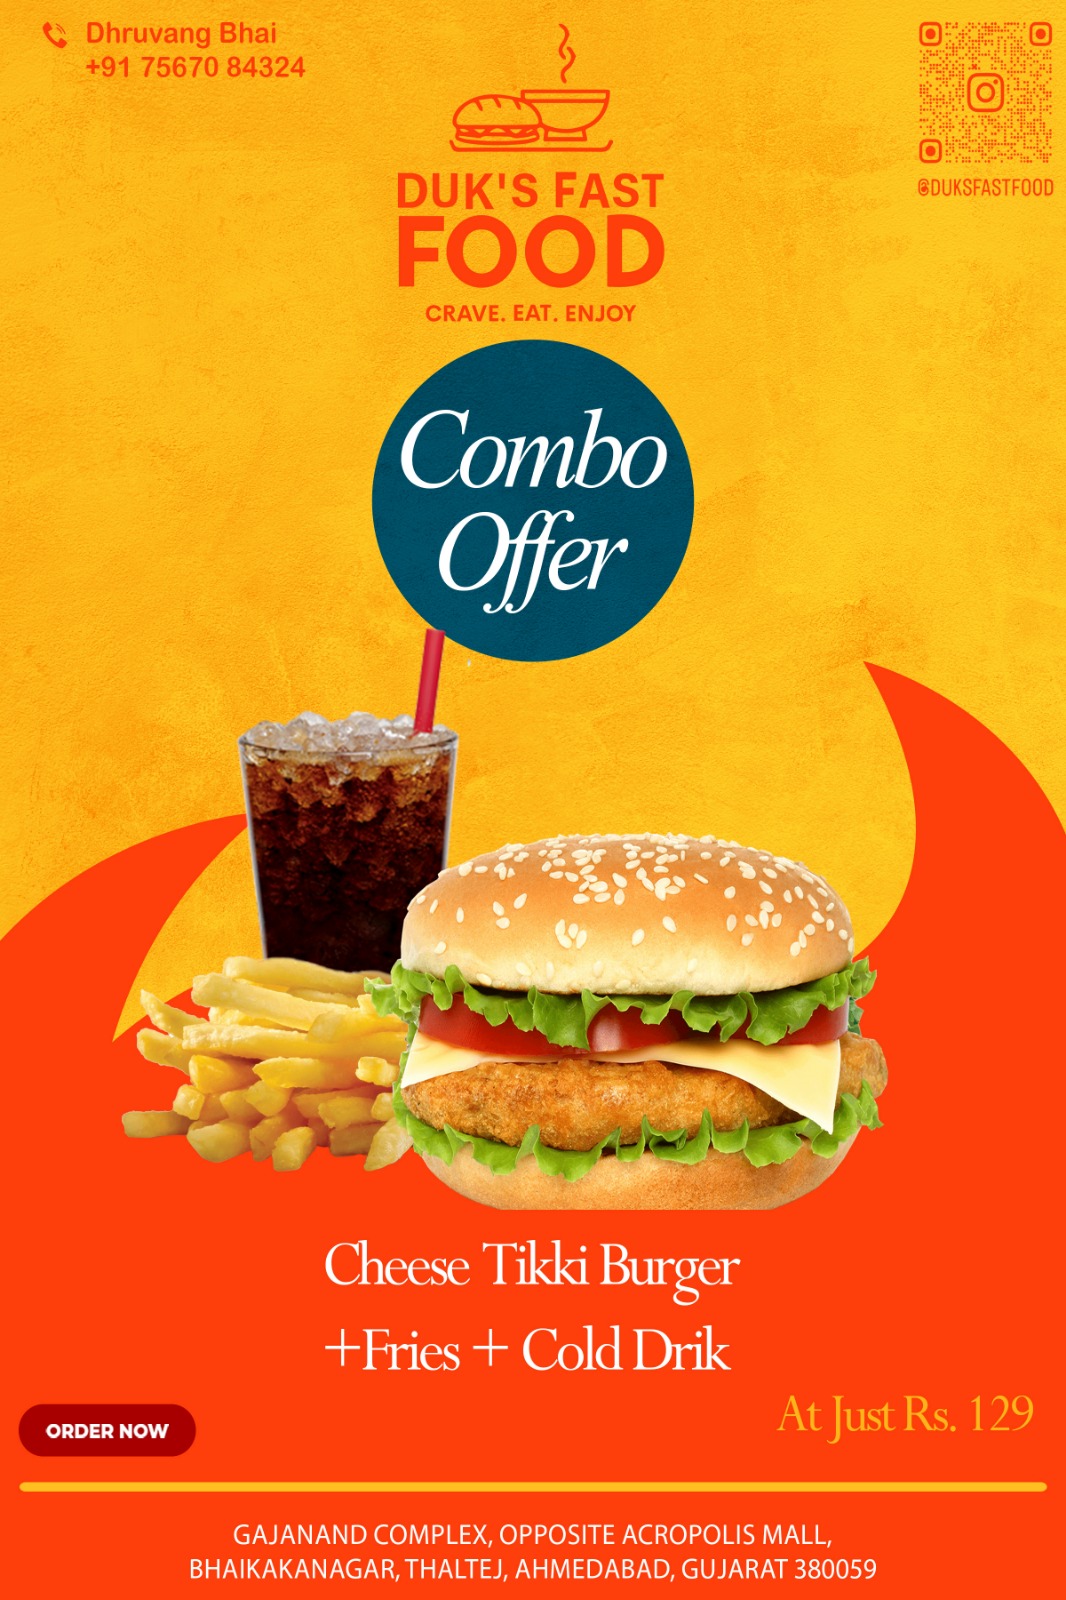 Dhruvang Bhai
+91 75670 84324
@DUKSFASTFOOD
DUK'S FAST
FOOD
CRAVE. EAT. ENJOY
Combo
Offer
Cheese Tikki Burger
+Fries + Cold Drik
At Just Rs. 129
ORDER NOW
GAJANAND COMPLEX, OPPOSITE ACROPOLIS MALL,
BHAIKAKANAGAR, THALTEJ, AHMEDABAD, GUJARAT 380059